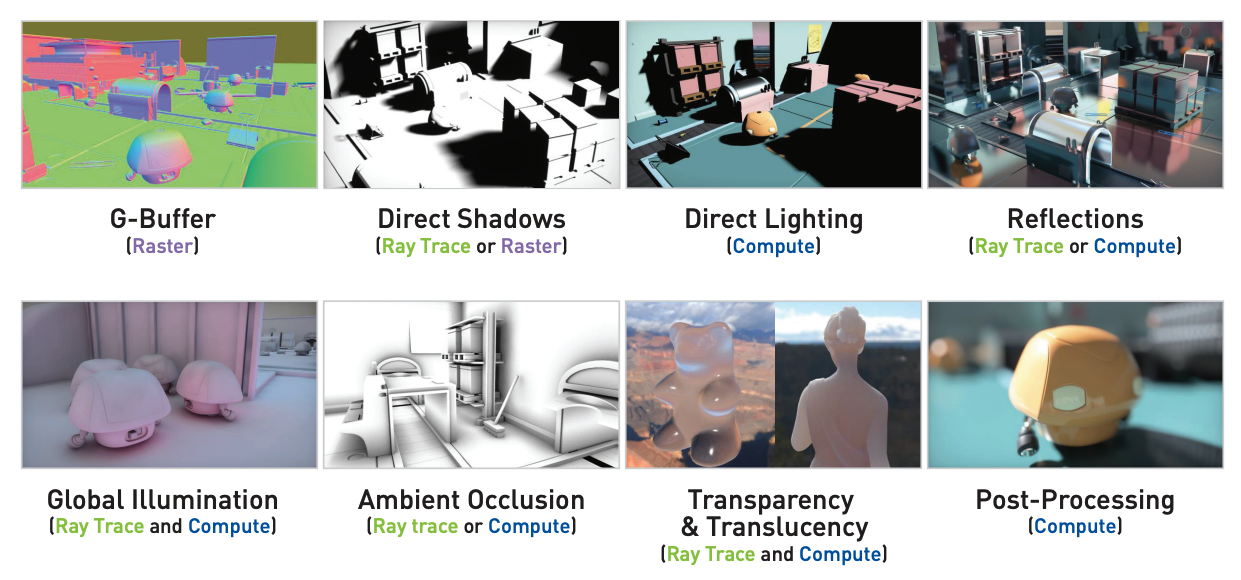 G-Buffer
(Raster)
Direct Shadows
(Ray Trace or Raster)
Direct Lighting
(Compute)
Reflections
(Ray Trace or Compute)
Global Illumination
(Ray Trace and Compute)
Ambient Occlusion
(Ray trace or Compute)
Transparency
& Translucency
(Ray Trace and Compute)
Post-Processing
(Compute)